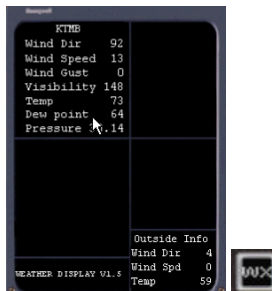 KTMB
Wind Dir 92
Wind Speed 13
Wind Gust 0
Visibility 148
Temp 73
Dew point 64
Pressure .14
Outside Info
Wind Dir 4
Wind Spd 0
Temp 59
WEATHER DISPLAY V1.5
WX